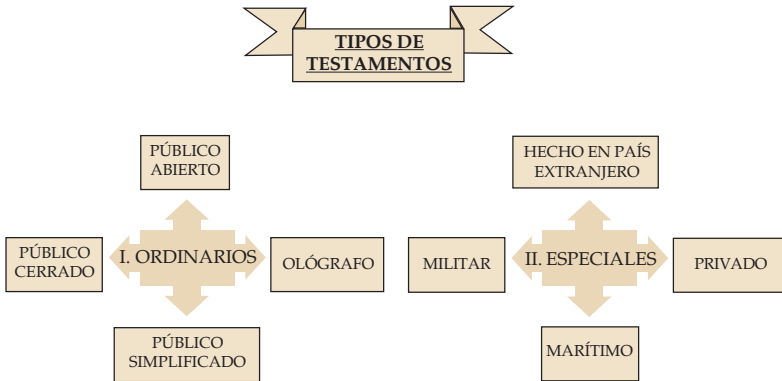 TIPOS DE
TESTAMENTOS
PÚBLICO
ABIERTO
PÚBLICO
CERRADO
I. ORDINARIOS
OLÓGRAFO
PÚBLICO
SIMPLIFICADO
HECHO EN PAÍS
EXTRANJERO
MILITAR
II. ESPECIALES
PRIVADO
MARÍTIMO